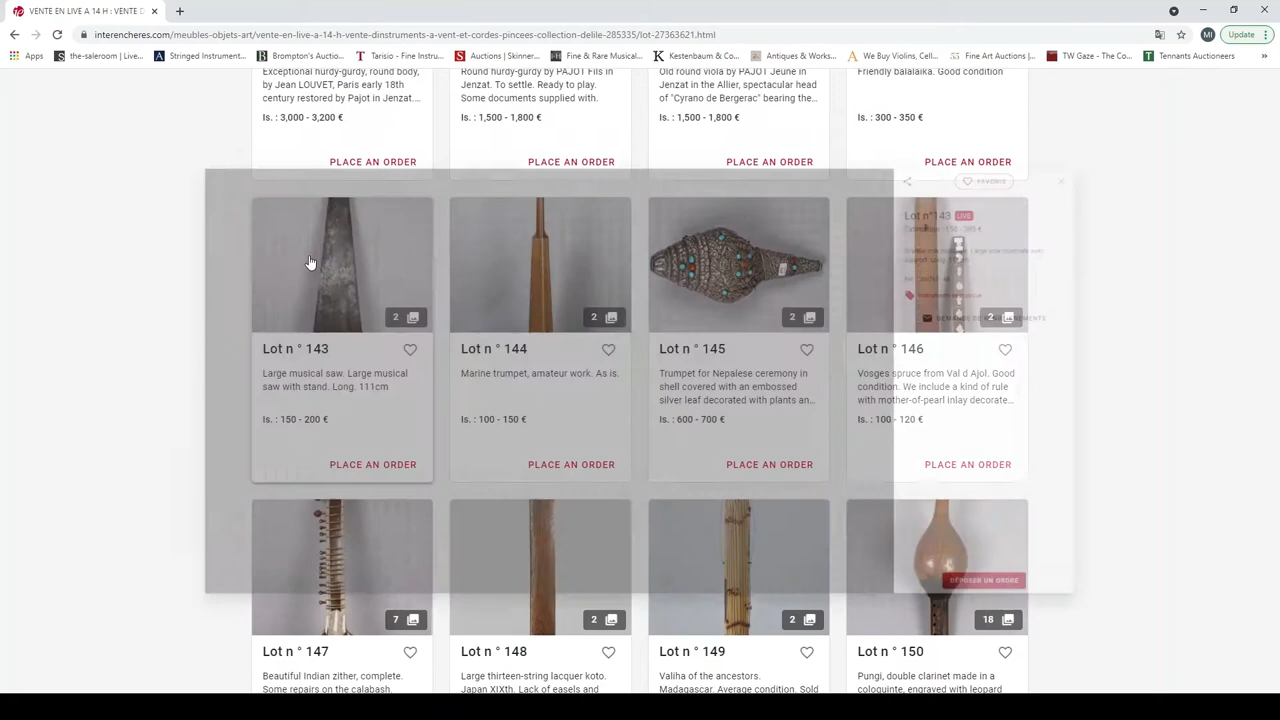 VENTE EN LIVE A 14 H : VENTE D
interencheres.com/meubles-objets-art/vente-en-live-a-14-h-vente-dinstruments-a-vent-et-cordes-pincees-collection-delile-285335/lot-27363621.html
MI
Update
Apps
the-saleroom | Live...
Stringed Instrument...
Brompton's Auctio...
Tarisio - Fine Instru...
Auctions | Skinner...
Fine & Rare Musical...
Kestenbaum & Co...
Antiques & Works...
We Buy Violins, Cell...
Fine Art Auctions |...
TW Gaze - The Co...
Tennants Auctioneers
Exceptional hurdy-gurdy, round body,
by Jean LOUVET, Paris early 18th
century restored by Pajot in Jenzat....
Is. : 3,000 - 3,200 €
PLACE AN ORDER
Round hurdy-gurdy by PAJOT Fils in
Jenzat. To settle. Ready to play.
Some documents supplied with.
Is. : 1,500 - 1,800 €
PLACE AN ORDER
Old round viola by PAJOT Jeune in
Jenzat in the Allier, spectacular head
of "Cyrano de Bergerac" bearing the...
Is. : 1,500 - 1,800 €
PLACE AN ORDER
Friendly balalaika. Good condition
Is. : 300 - 350 €
PLACE AN ORDER
FAVORIS
Lot n°143 LIVE
DÉPOSER UN ORDRE
2
Lot n ° 143
Large musical saw. Large musical
saw with stand. Long. 111cm
Is. : 150 - 200 €
PLACE AN ORDER
2
Lot n ° 144
Marine trumpet, amateur work. As is.
Is. : 100 - 150 €
PLACE AN ORDER
2
Lot n ° 145
Trumpet for Nepalese ceremony in
shell covered with an embossed
silver leaf decorated with plants an...
Is. : 600 - 700 €
PLACE AN ORDER
2
Lot n ° 146
Vosges spruce from Val d Ajol. Good
condition. We include a kind of rule
with mother-of-pearl inlay decorate...
Is. : 100 - 120 €
PLACE AN ORDER
7
Lot n ° 147
Beautiful Indian zither, complete.
Some repairs on the calabash.
2
Lot n ° 148
Large thirteen-string lacquer koto.
Japan XIXth. Lack of easels and
2
Lot n ° 149
Valiha of the ancestors.
Madagascar. Average condition. Sold
18
Lot n ° 150
Pungi, double clarinet made in a
coloquinte, engraved with leopard